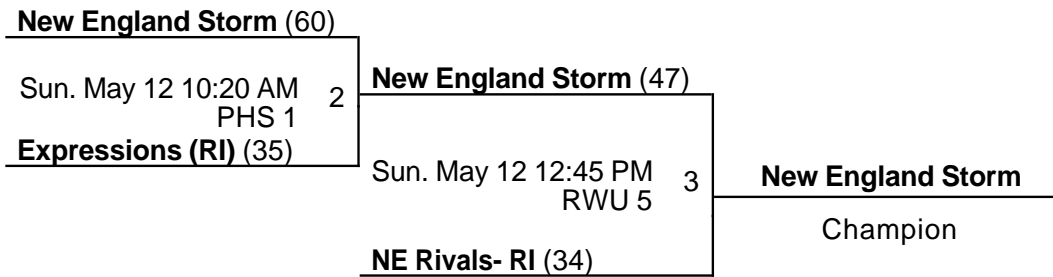 New England Storm (60)
Sun. May 12 10:20 AM
2
PHS 1
Expressions (RI) (35)
New England Storm (47)
Sun. May 12 12:45 PM
3
RWU 5
NE Rivals- RI (34)
New England Storm
Champion